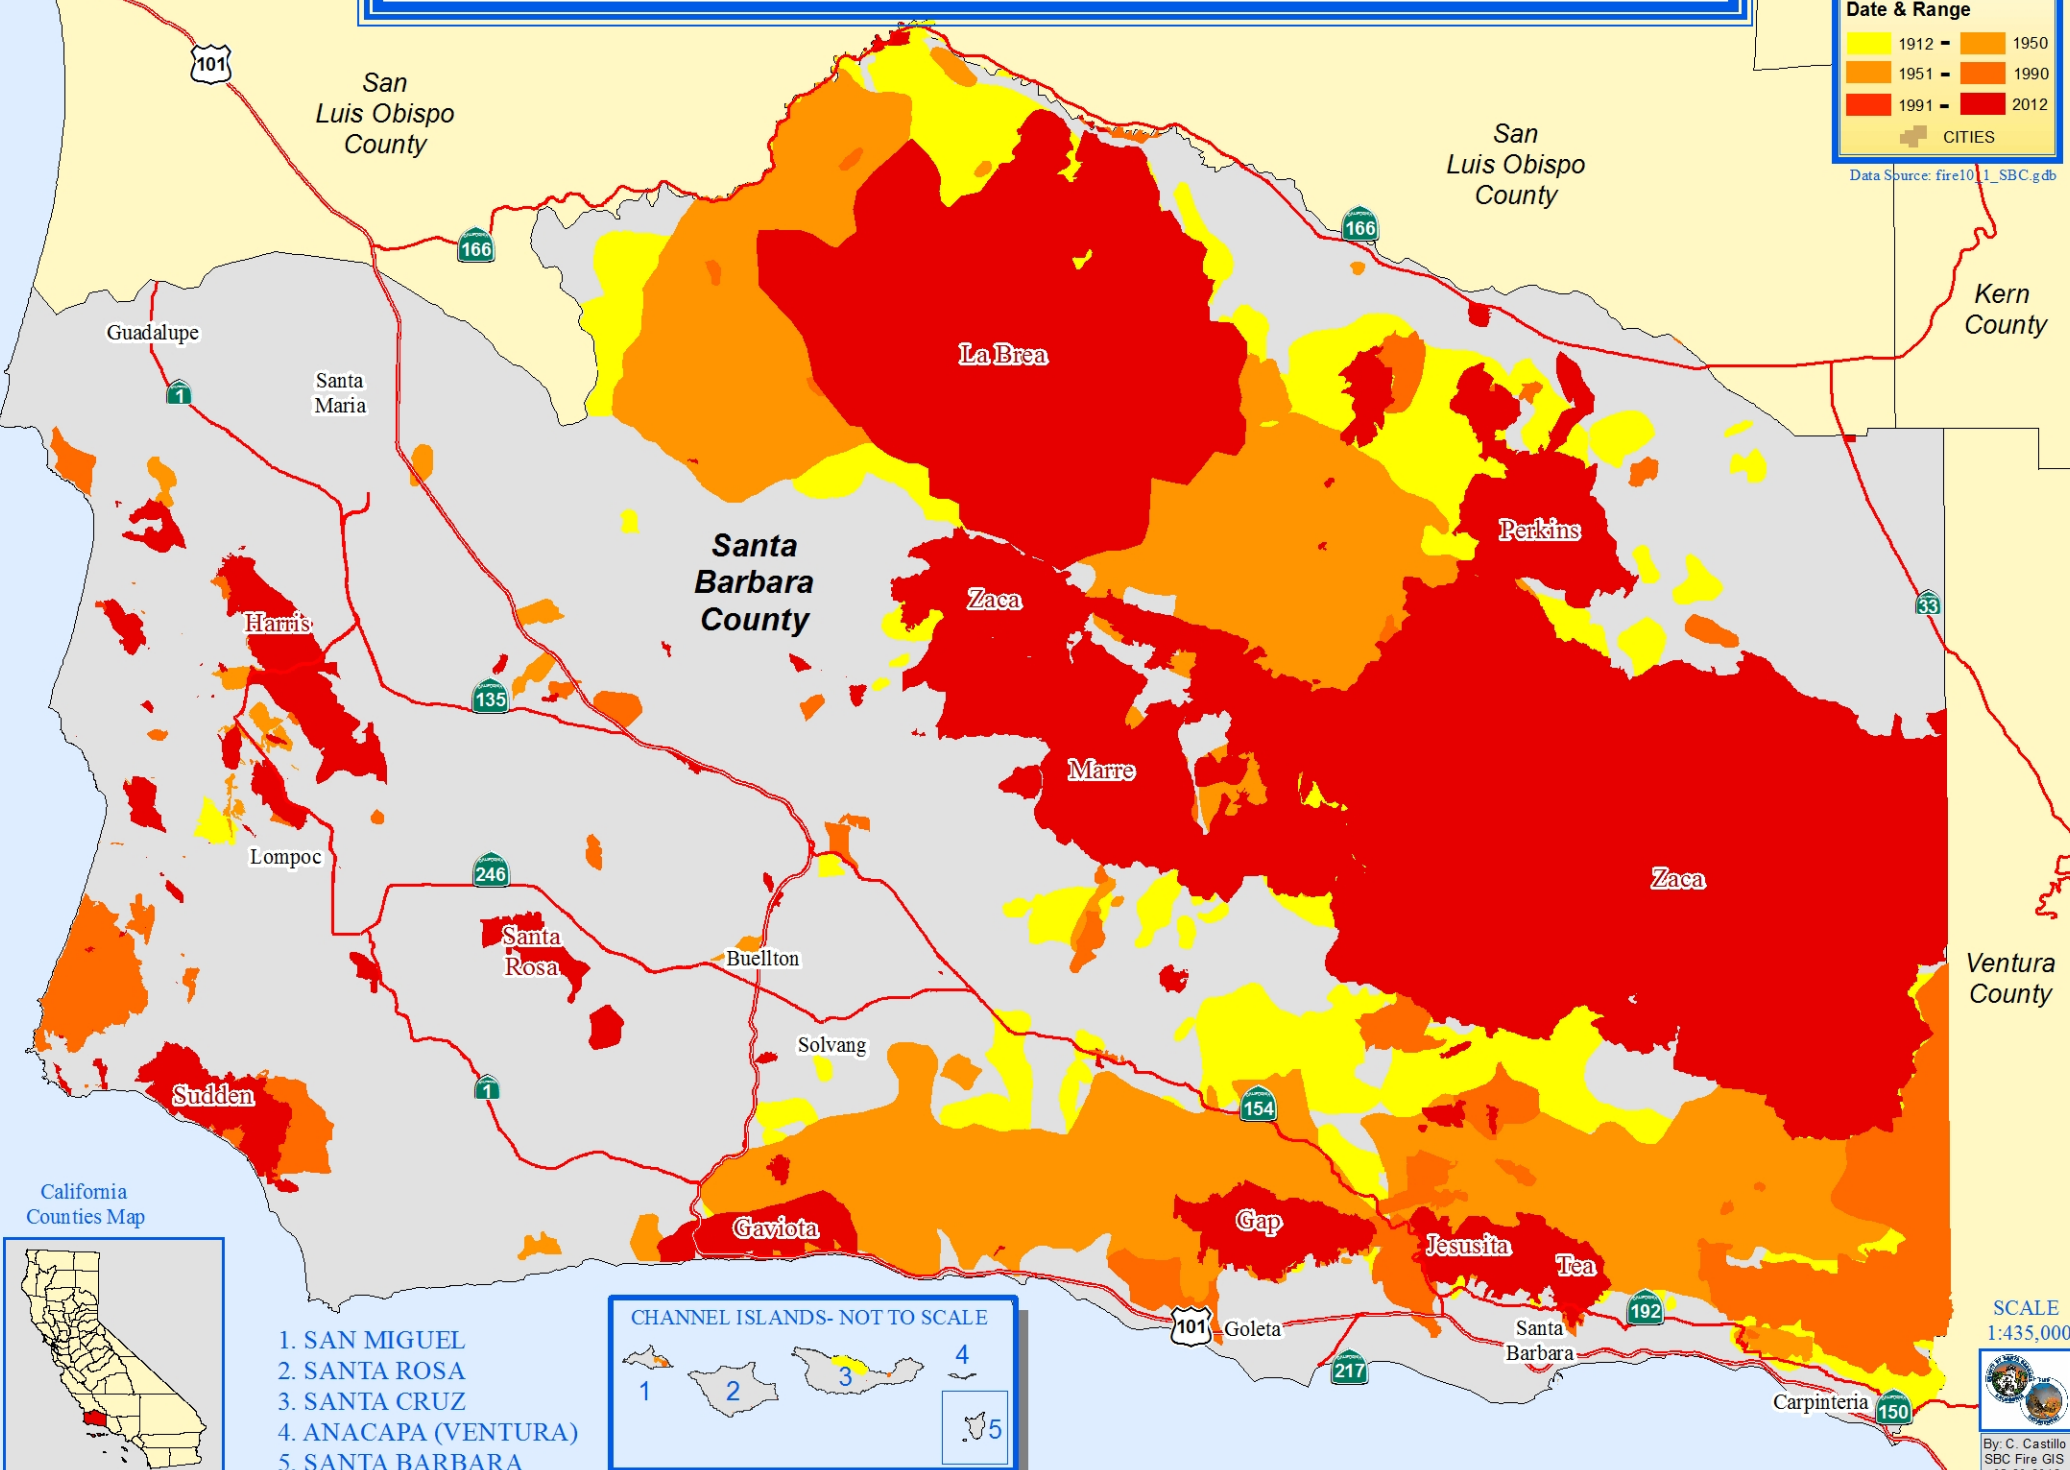 Date & Range
1912 - 1950
1951 - 1990
1991 - 2012
CITIES
Data Source: fire10_1_SBC.gdb
101
San
Luis Obispo
County
San
Luis Obispo
County
166
166
Kern
County
Guadalupe
1
Santa
Maria
La Brea
Perkins
Santa
Barbara
County
Zaca
33
Harris
135
Marre
Lompoc
246
Zaca
Santa
Rosa
Buellton
Ventura
County
Solvang
Sudden
1
154
California
Counties Map
Gaviota
Gap
Jesusita
Tea
192
101
Goleta
Santa
Barbara
217
Carpinteria
150
SCALE
1:435,000
1. SAN MIGUEL
2. SANTA ROSA
3. SANTA CRUZ
4. ANACAPA (VENTURA)
5. SANTA BARBARA
CHANNEL ISLANDS- NOT TO SCALE
1
2
3
4
5
By: C. Castillo
SBC Fire GIS